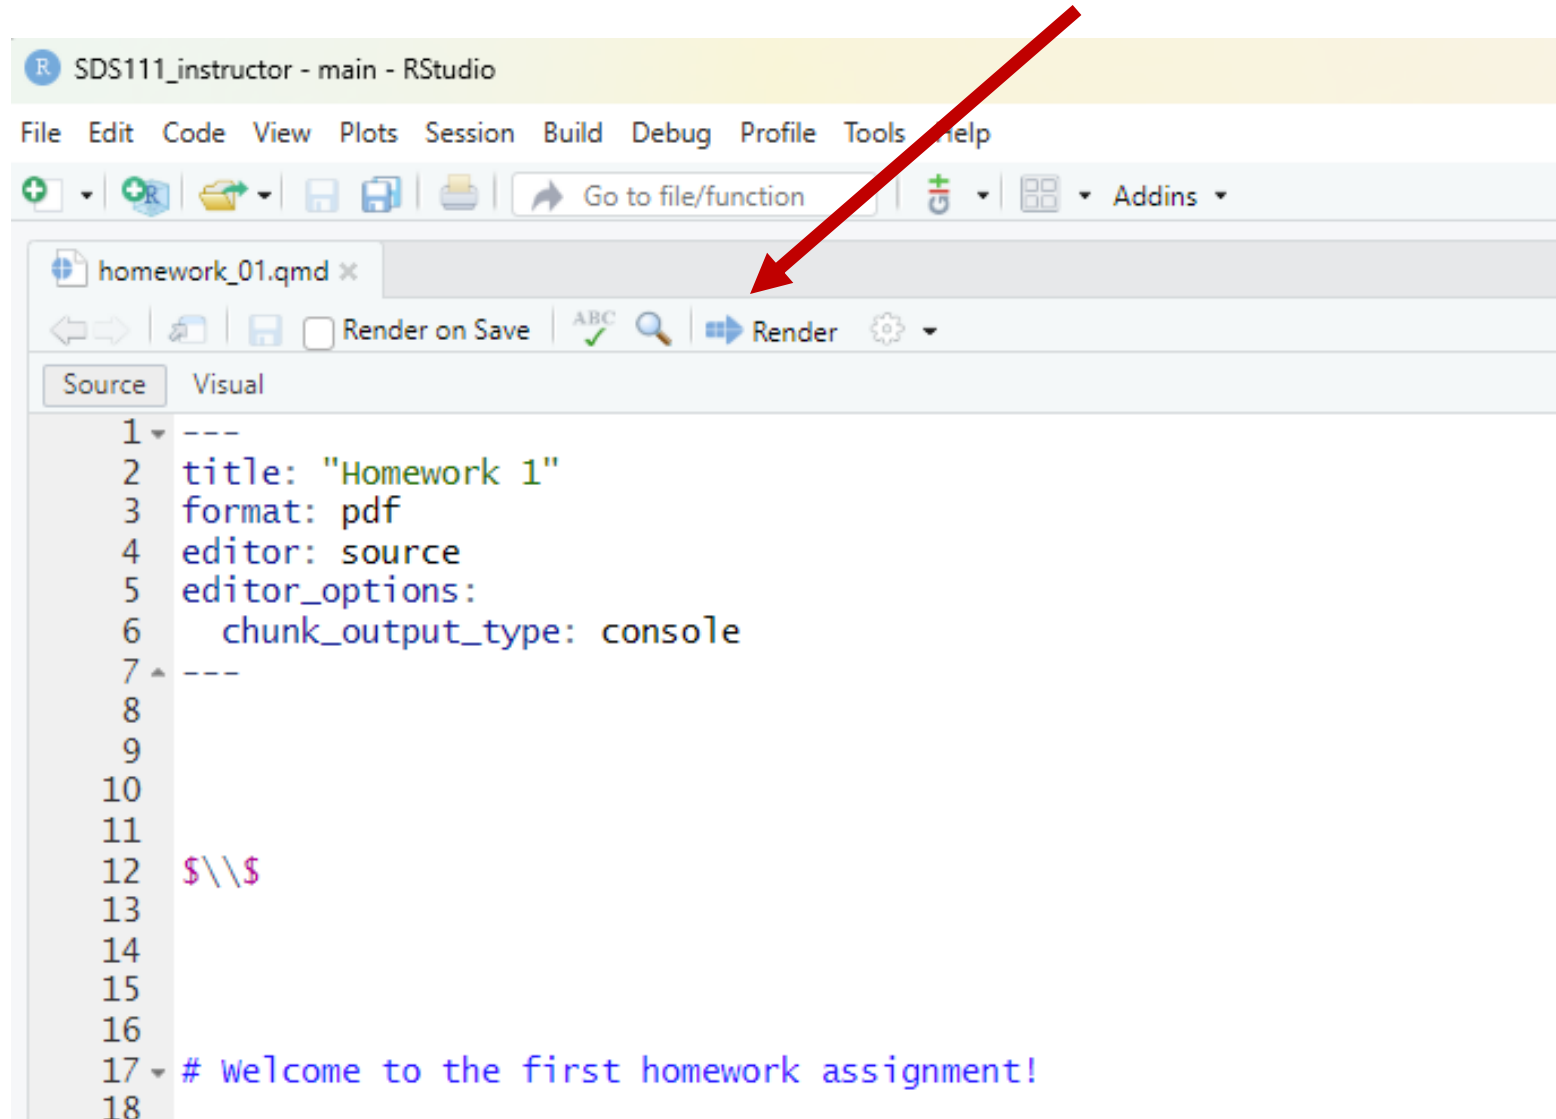 R SDS111_instructor - main - RStudio
File Edit Code View Plots Session Build Debug Profile Tools Help
R Go to file/function Git Addins
homework_01.qmd
Render on Save ABC Render
Source Visual
1 ---
2 title: "Homework 1"
3 format: pdf
4 editor: source
5 editor_options:
6 chunk_output_type: console
7 ---
8
9
10
11
12 $\\$
13
14
15
16
17 # Welcome to the first homework assignment!
18